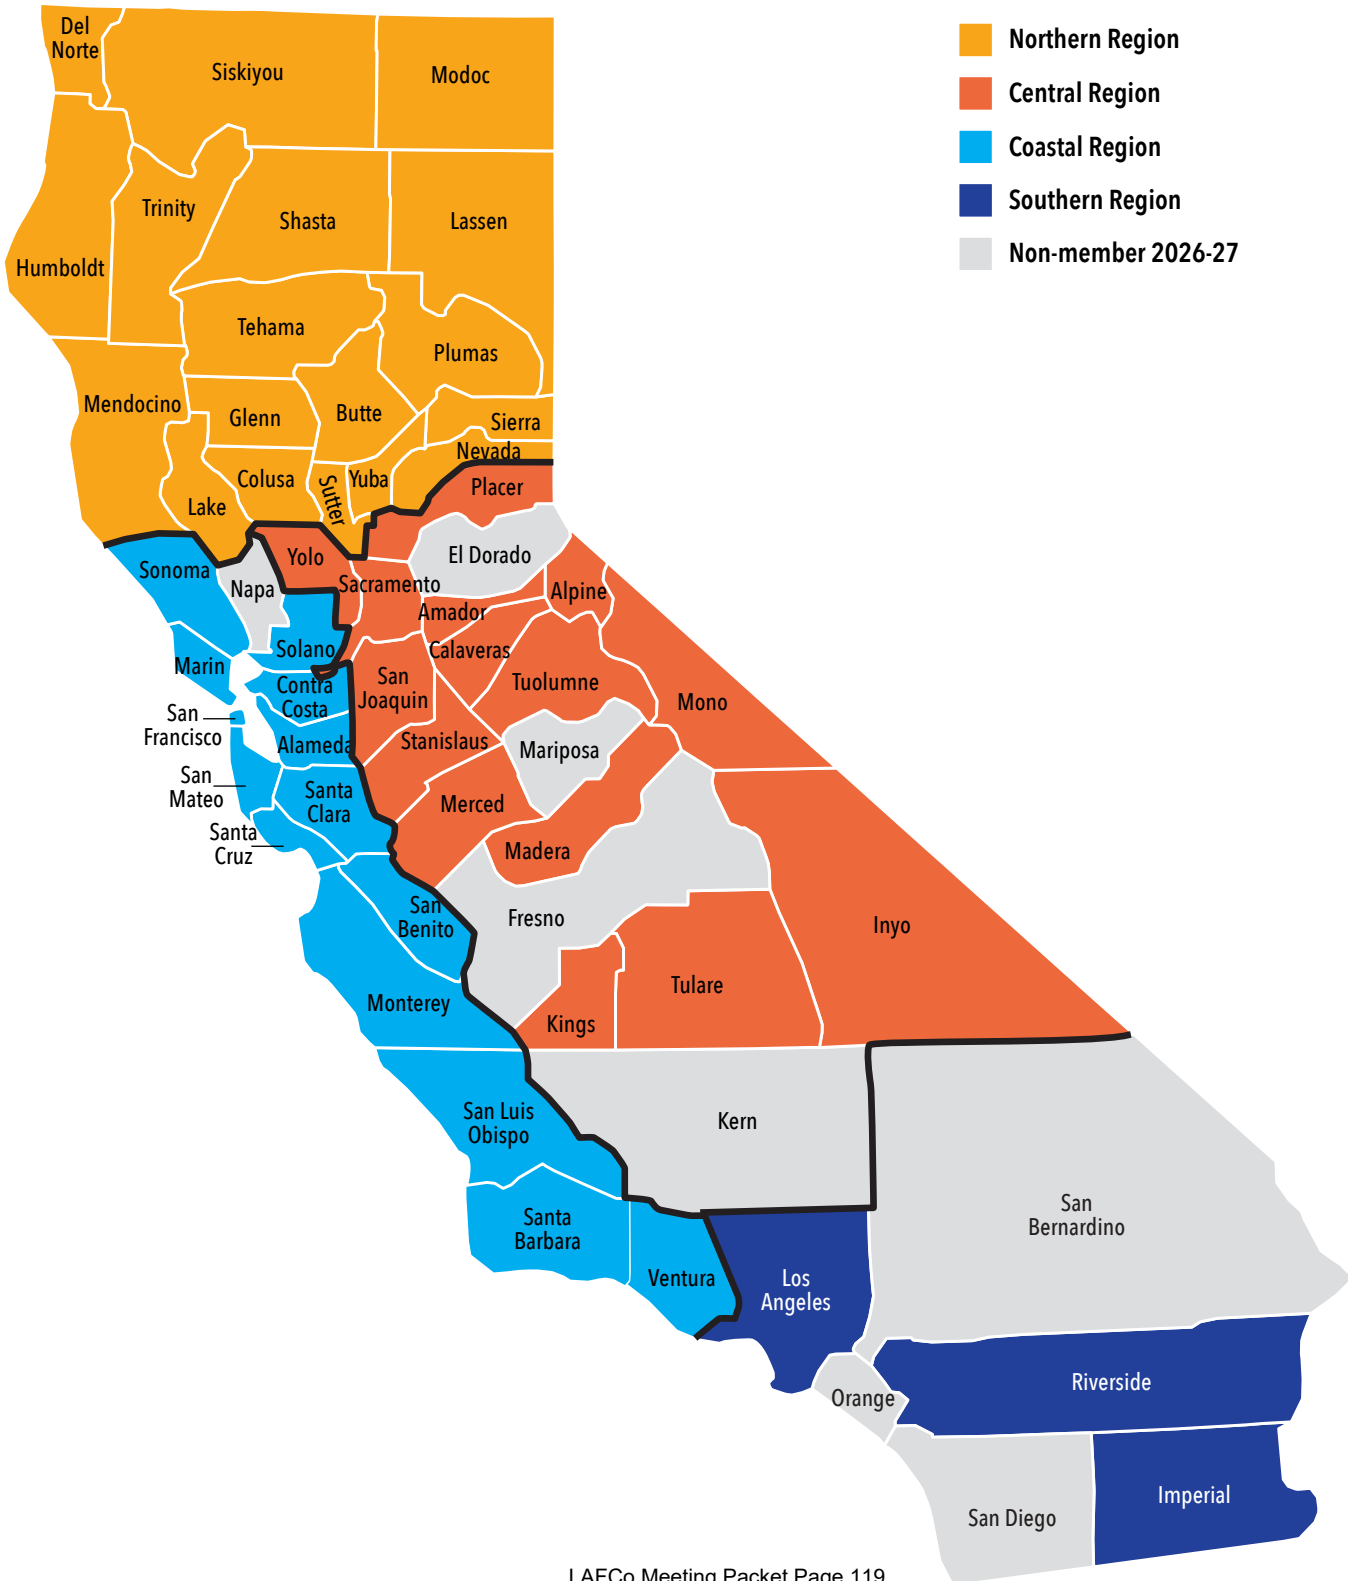 Northern Region
Central Region
Coastal Region
Southern Region
Non-member 2026-27
Del
Norte
Siskiyou
Modoc
Humboldt
Trinity
Shasta
Lassen
Tehama
Plumas
Mendocino
Glenn
Butte
Sierra
Nevada
Lake
Colusa
Sutter
Yuba
Placer
Sonoma
Napa
Yolo
El Dorado
Sacramento
Alpine
Amador
Solano
Calaveras
Marin
Contra
Costa
San
Joaquin
Tuolumne
Mono
San
Francisco
Alameda
Stanislaus
Mariposa
San
Mateo
Santa
Clara
Merced
Santa
Cruz
Madera
San
Benito
Fresno
Inyo
Monterey
Kings
Tulare
San Luis
Obispo
Kern
Santa
Barbara
Ventura
Los
Angeles
San
Bernardino
Orange
Riverside
San Diego
Imperial
LAFCo Meeting Packet Page 119